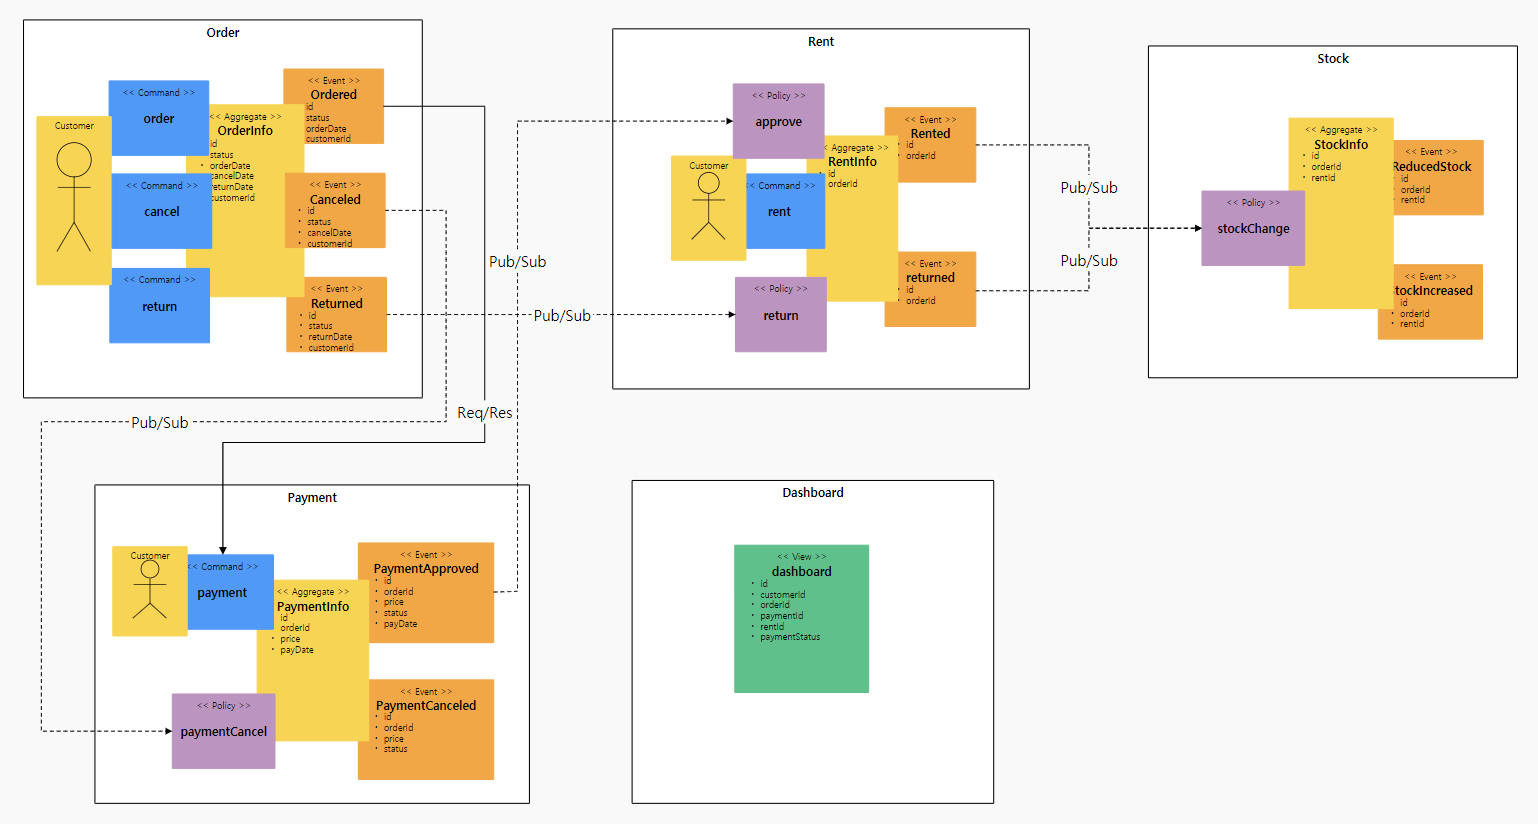 Order
<< Command >>
order
Customer
<< Aggregate >>
OrderInfo
id
status
orderDate
cancelDate
returnDate
customerId
<< Event >>
Ordered
id
status
orderDate
customerId
<< Command >>
cancel
<< Event >>
Canceled
id
status
cancelDate
customerId
<< Command >>
return
<< Event >>
Returned
id
status
returnDate
customerId
Rent
<< Policy >>
approve
Customer
<< Command >>
rent
<< Aggregate >>
RentInfo
id
orderId
<< Event >>
Rented
id
orderId
<< Event >>
returned
id
orderId
<< Policy >>
return
Stock
<< Aggregate >>
StockInfo
id
orderId
rentId
<< Policy >>
stockChange
<< Event >>
ReducedStock
id
orderId
rentId
<< Event >>
StockIncreased
id
orderId
rentId
Pub/Sub
Pub/Sub
Pub/Sub
Pub/Sub
Pub/Sub
Req/Res
Payment
Customer
<< Command >>
payment
<< Aggregate >>
PaymentInfo
id
orderId
price
payDate
<< Event >>
PaymentApproved
id
orderId
price
status
payDate
<< Policy >>
paymentCancel
<< Event >>
PaymentCanceled
id
orderId
price
status
Dashboard
<< View >>
dashboard
id
customerId
orderId
paymentId
rentId
paymentStatus